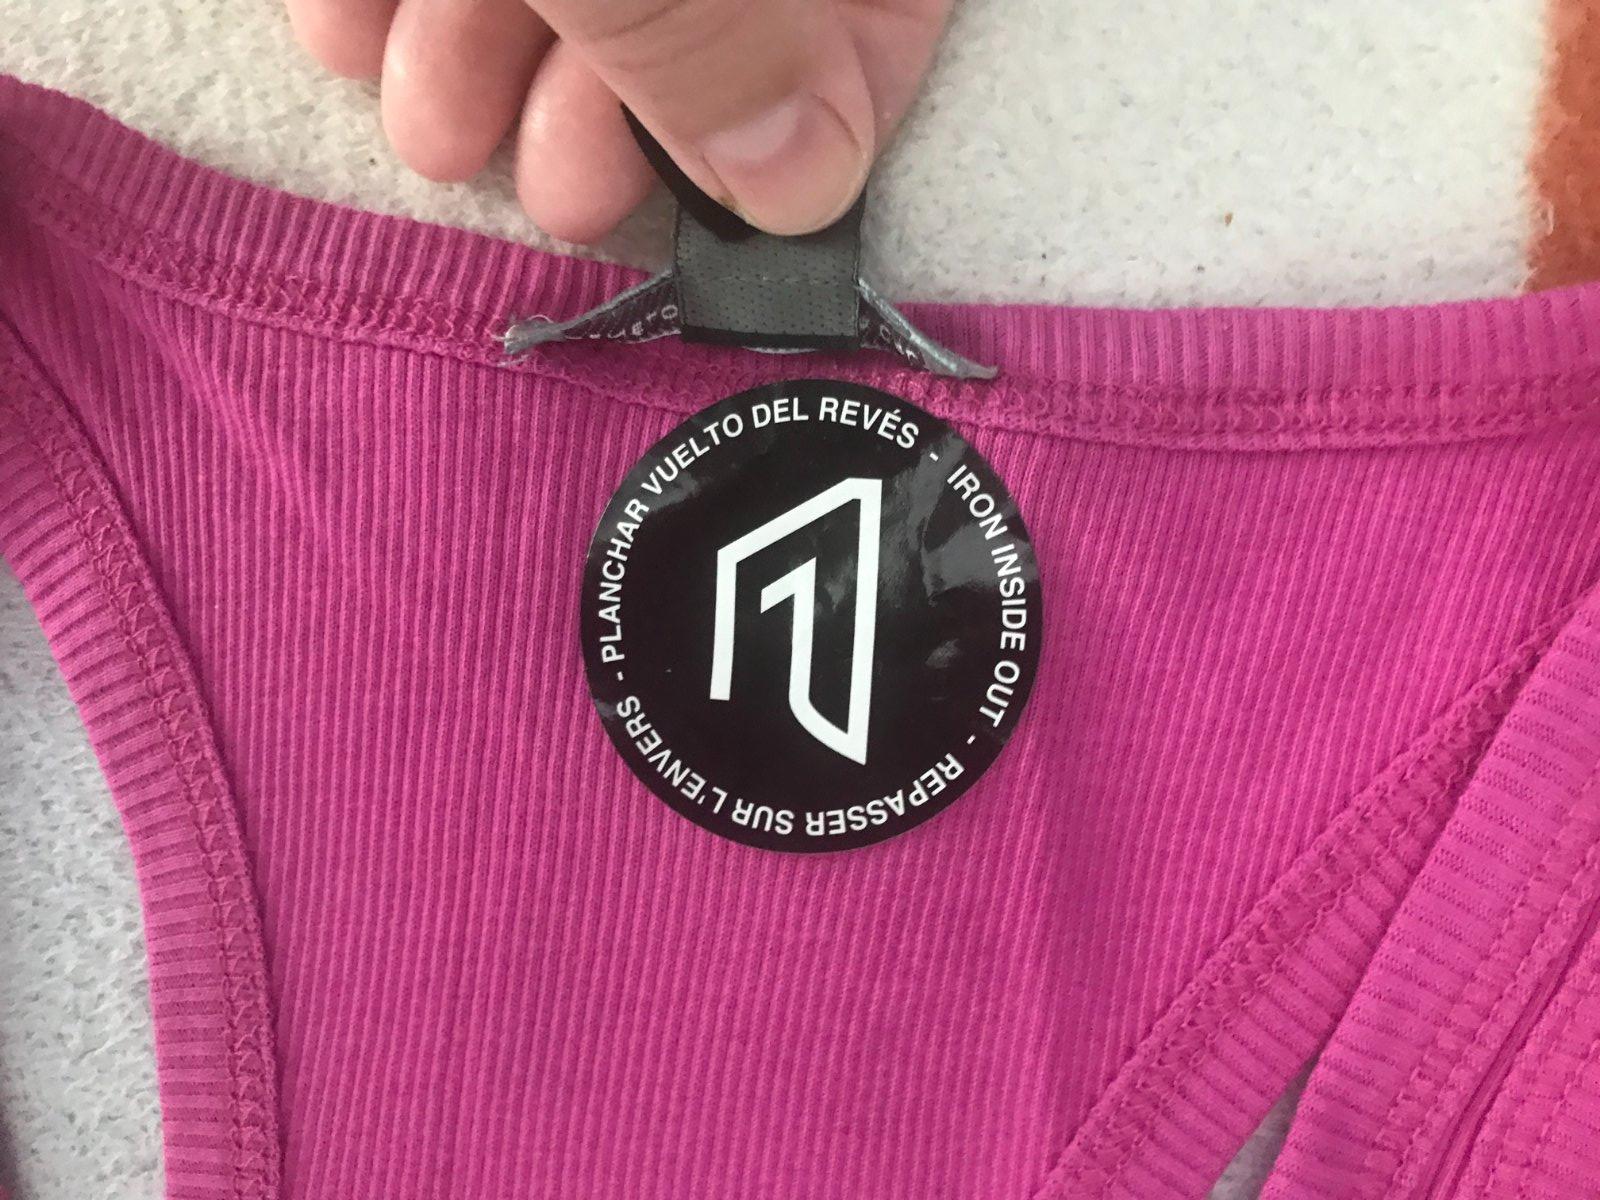 PLANCHAR VUELTO DEL REVÉS - IRON INSIDE OUT - REPASSER SUR L'ENVERS -